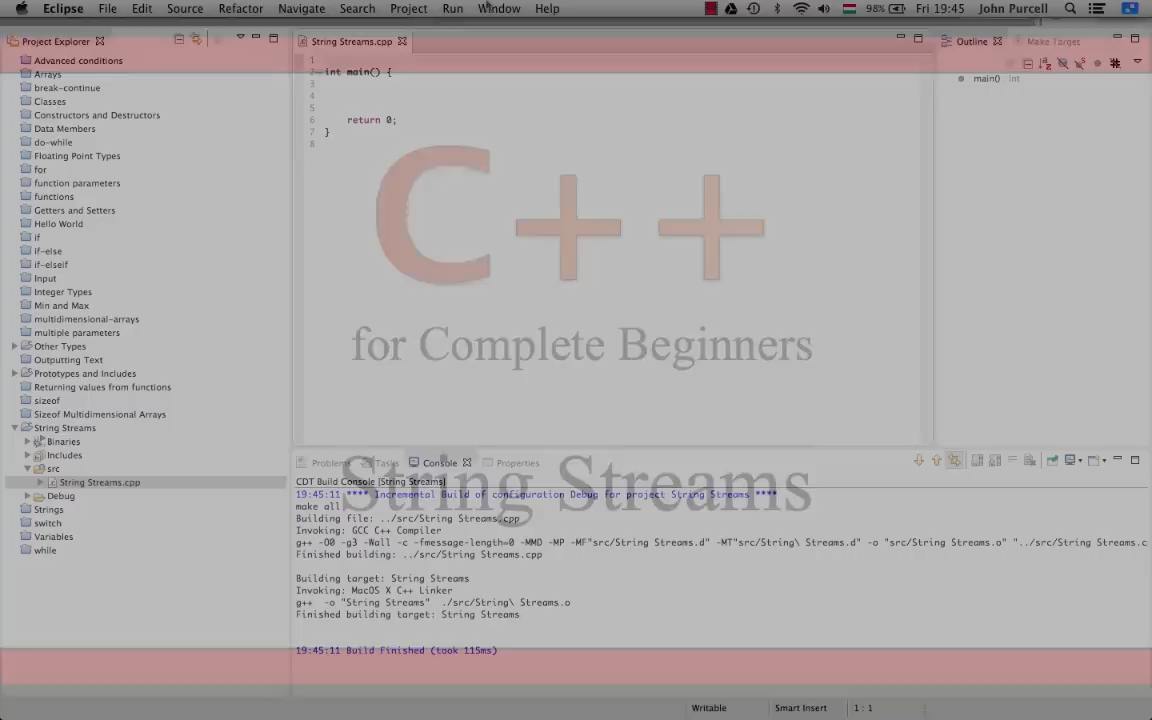 Eclipse File Edit Source Refactor Navigate Search Project Run Window Help 98% Fri 19:45 John Purcell
Project Explorer
Advanced conditions
Arrays
break-continue
Classes
Constructors and Destructors
Data Members
do-while
Floating Point Types
for
function parameters
functions
Getters and Setters
Hello World
if
if-else
if-elseif
Input
Integer Types
Min and Max
multidimensional-arrays
multiple parameters
Other Types
Outputting Text
Prototypes and Includes
Returning values from functions
sizeof
Sizeof Multidimensional Arrays
String Streams
Binaries
Includes
src
String Streams.cpp
Debug
Strings
switch
Variables
while
String Streams.cpp
1
2 int main() {
3
4
5
6 return 0;
7 }
8
C++
for Complete Beginners
String Streams
Outline Make Target
main() int
Problems Tasks Console Properties
CDT Build Console [String Streams]
19:45:11 **** Incremental Build of configuration Debug for project String Streams ****
make all
Building file: ../src/String Streams.cpp
Invoking: GCC C++ Compiler
g++ -O0 -g3 -Wall -c -fmessage-length=0 -MMD -MP -MF"src/String Streams.d" -MT"src/String\ Streams.d" -o "src/String Streams.o" "../src/String Streams.c
Finished building: ../src/String Streams.cpp
Building target: String Streams
Invoking: MacOS X C++ Linker
g++ -o "String Streams" ./src/String\ Streams.o
Finished building target: String Streams
19:45:11 Build Finished (took 115ms)
Writable Smart Insert 1 : 1